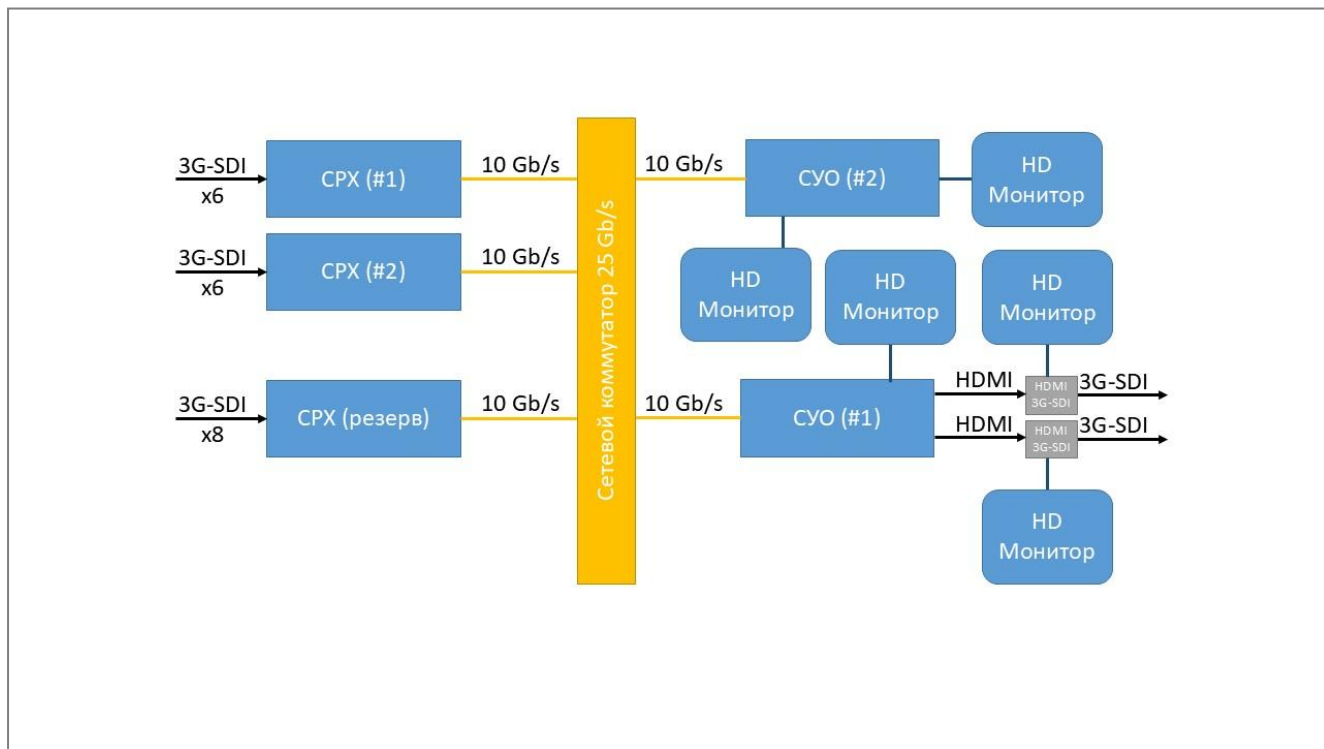 3G-SDI
x6
СРХ (#1)
10 Gb/s
10 Gb/s
СУО (#2)
HD
Монитор
3G-SDI
x6
СРХ (#2)
10 Gb/s
Сетевой коммутатор 25 Gb/s
HD
Монитор
HD
Монитор
HD
Монитор
3G-SDI
x8
СРХ (резерв)
10 Gb/s
10 Gb/s
СУО (#1)
HDMI
HDMI
3G-SDI
3G-SDI
HDMI
HDMI
3G-SDI
3G-SDI
HD
Монитор